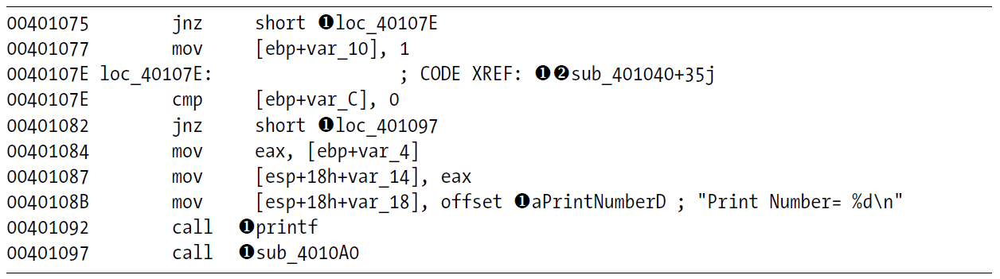 00401075 jnz short ❶loc_40107E
00401077 mov [ebp+var_10], 1
0040107E loc_40107E: ; CODE XREF: ❶❷sub_401040+35j
0040107E cmp [ebp+var_C], 0
00401082 jnz short ❶loc_401097
00401084 mov eax, [ebp+var_4]
00401087 mov [esp+18h+var_14], eax
0040108B mov [esp+18h+var_18], offset ❶aPrintNumberD ; "Print Number= %d\n"
00401092 call ❶printf
00401097 call ❶sub_4010A0